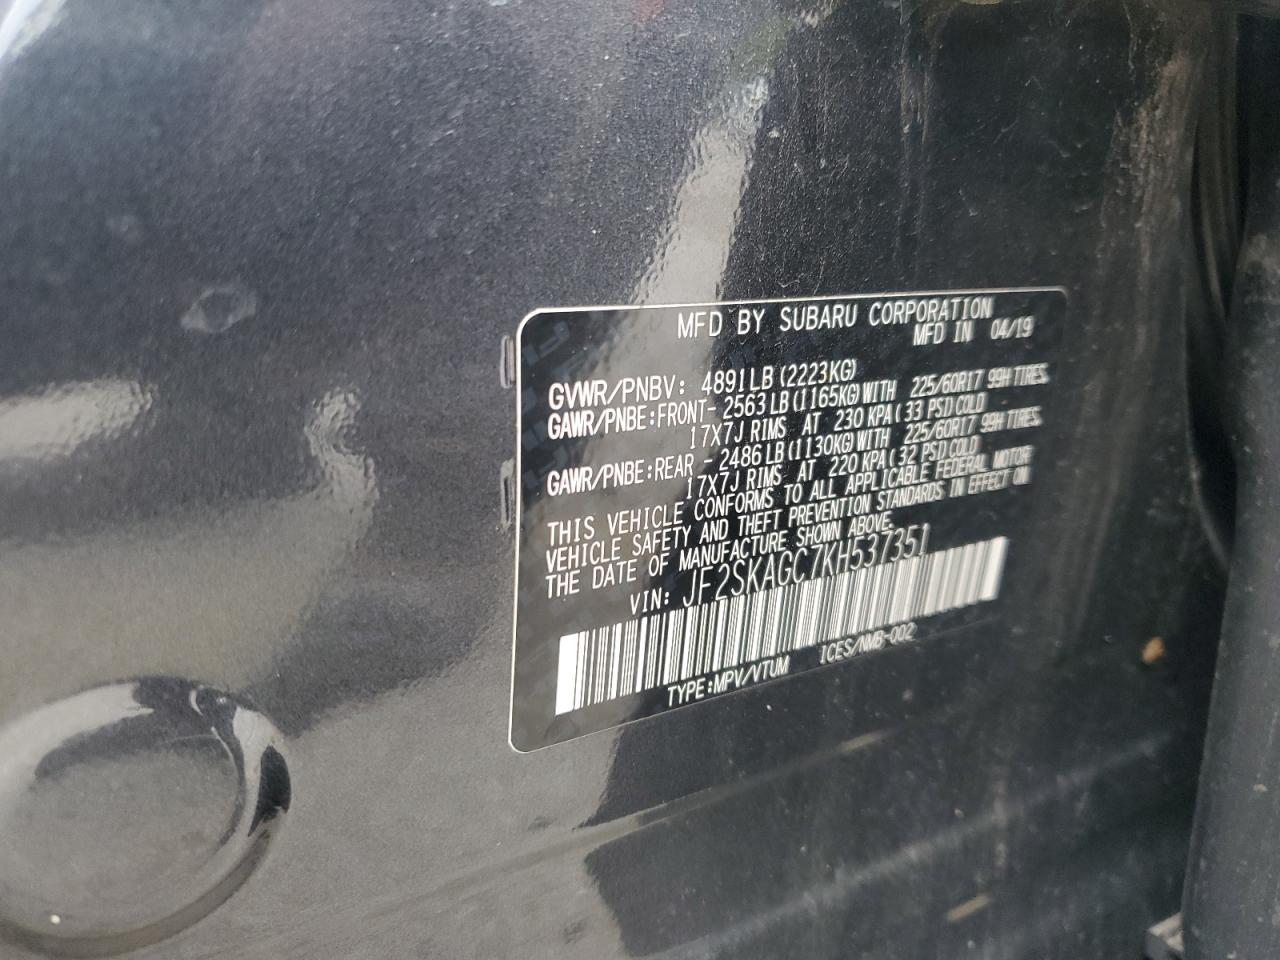 MFD BY SUBARU CORPORATION
MFD IN 04/19
GVWR/PNBV: 4891LB (2223KG)
GAWR/PNBE:FRONT- 2563LB(1165KG)WITH 225/60R17 99H TIRES
17X7J RIMS AT 230 KPA(33 PSI)COLD
GAWR/PNBE:REAR - 2486LB(1130KG)WITH 225/60R17 99H TIRES
17X7J RIMS AT 220 KPA(32 PSI)COLD
THIS VEHICLE CONFORMS TO ALL APPLICABLE FEDERAL MOTOR
VEHICLE SAFETY AND THEFT PREVENTION STANDARDS IN EFFECT ON
THE DATE OF MANUFACTURE SHOWN ABOVE.
VIN: JF2SKAGC7KH537351
TYPE:MPV/VTUM ICES/NMB-002